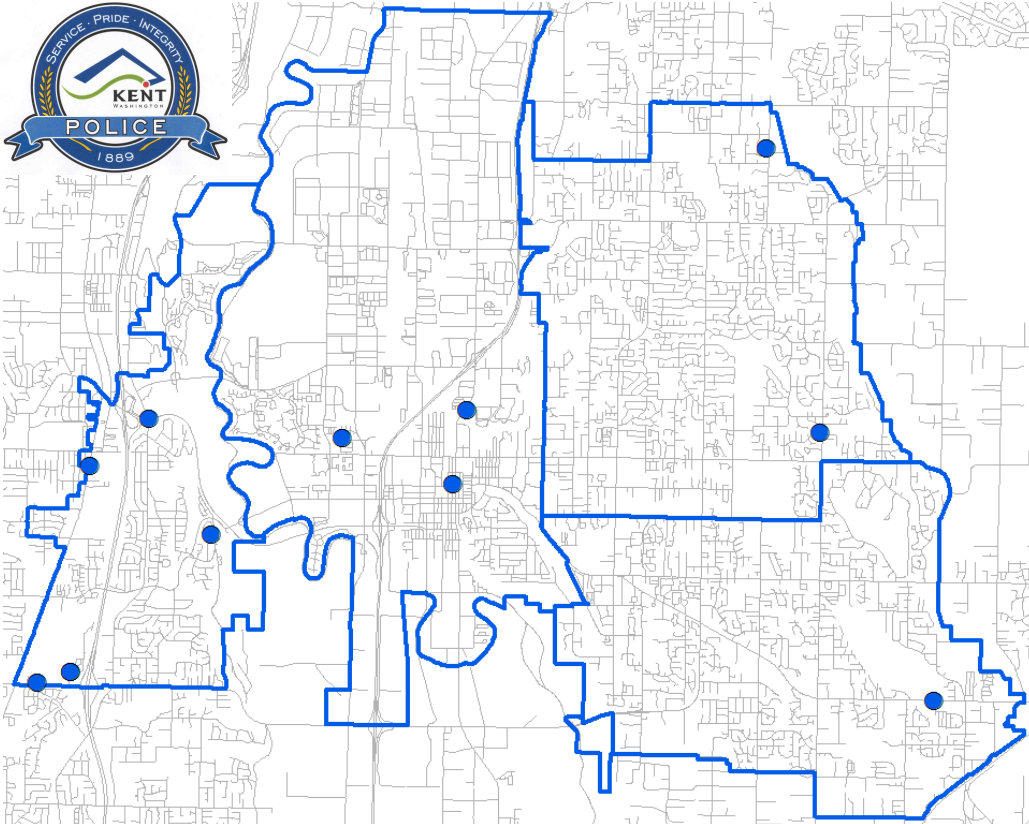 SERVICE · PRIDE · INTEGRITY
KENT
WASHINGTON
POLICE
1889